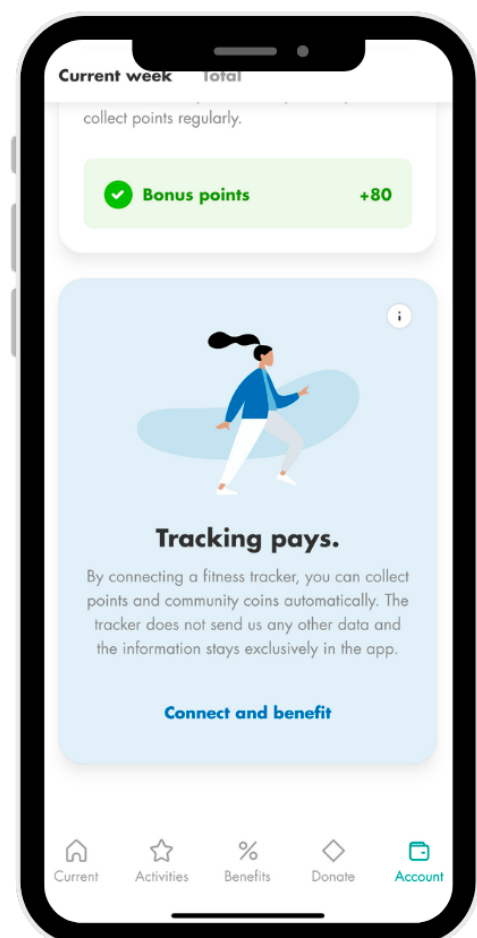 Current week Total
collect points regularly.
Bonus points +80
i
Tracking pays.
By connecting a fitness tracker, you can collect
points and community coins automatically. The
tracker does not send us any other data and
the information stays exclusively in the app.
Connect and benefit
Current Activities Benefits Donate Account